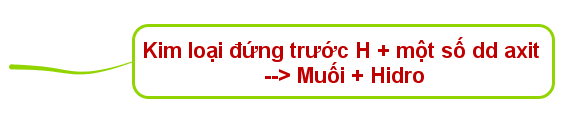 Kim loại đứng trước H + một số dd axit
--> Muối + Hidro